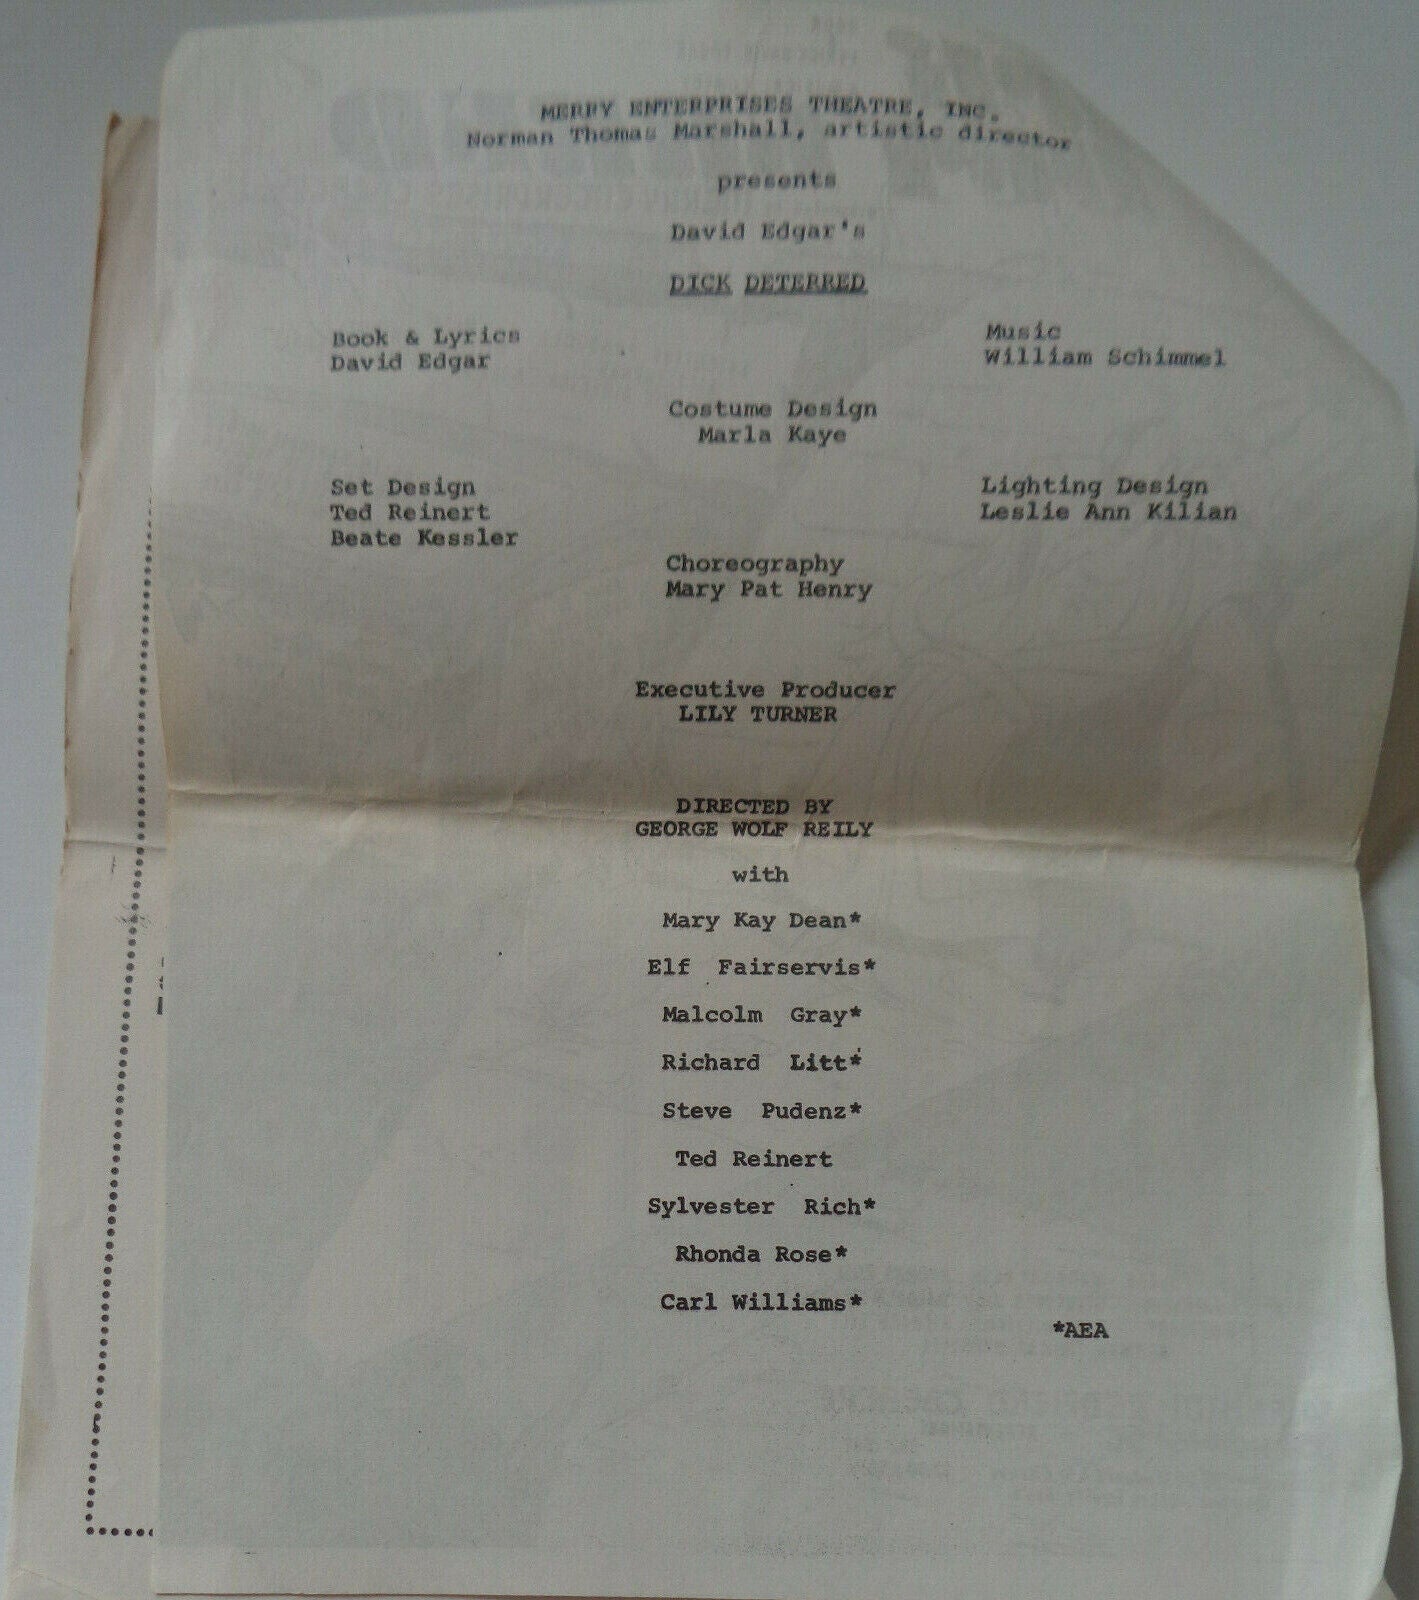 MERRY ENTERPRISES THEATRE, INC.
Norman Thomas Marshall, artistic director
presents
David Edgar's
DICK DETERRED
Book & Lyrics
David Edgar
Music
William Schimmel
Costume Design
Marla Kaye
Set Design
Ted Reinert
Beate Kessler
Lighting Design
Leslie Ann Kilian
Choreography
Mary Pat Henry
Executive Producer
LILY TURNER
DIRECTED BY
GEORGE WOLF REILY
with
Mary Kay Dean*
Elf Fairservis*
Malcolm Gray*
Richard Litt*
Steve Pudenz*
Ted Reinert
Sylvester Rich*
Rhonda Rose*
Carl Williams*
*AEA